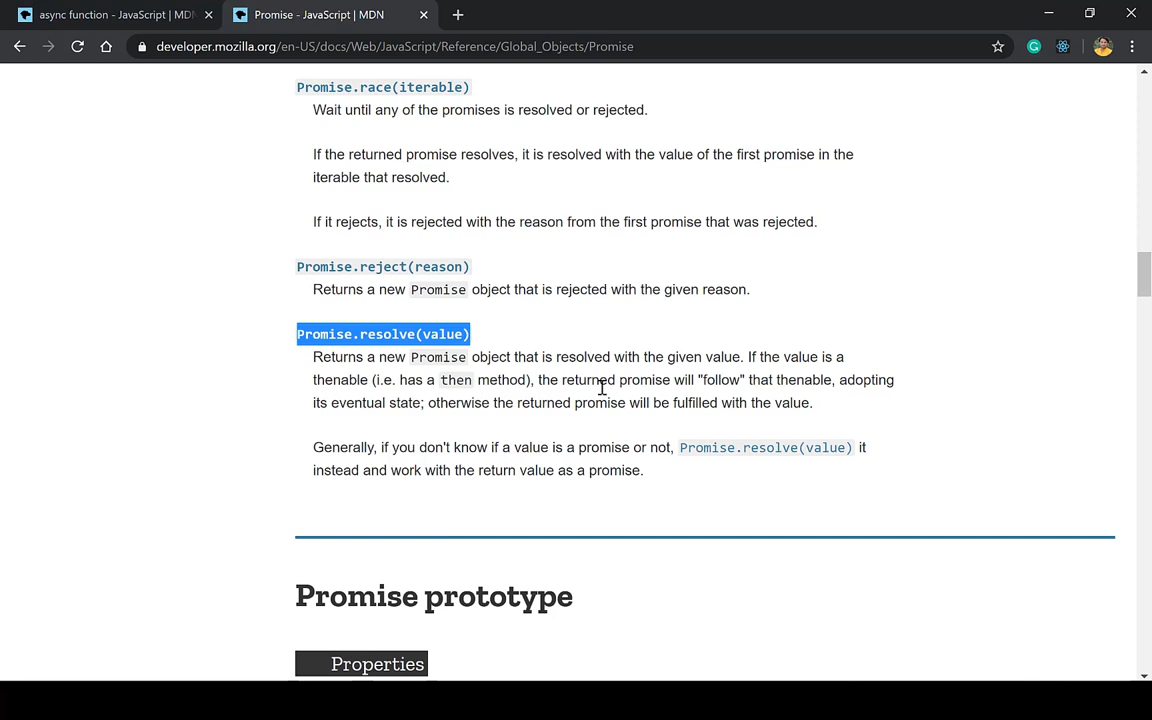 async function - JavaScript | MDN
Promise - JavaScript | MDN
developer.mozilla.org/en-US/docs/Web/JavaScript/Reference/Global_Objects/Promise
Promise.race(iterable)
Wait until any of the promises is resolved or rejected.
If the returned promise resolves, it is resolved with the value of the first promise in the
iterable that resolved.
If it rejects, it is rejected with the reason from the first promise that was rejected.
Promise.reject(reason)
Returns a new Promise object that is rejected with the given reason.
Promise.resolve(value)
Returns a new Promise object that is resolved with the given value. If the value is a
thenable (i.e. has a then method), the returned promise will "follow" that thenable, adopting
its eventual state; otherwise the returned promise will be fulfilled with the value.
Generally, if you don't know if a value is a promise or not, Promise.resolve(value) it
instead and work with the return value as a promise.
Promise prototype
Properties